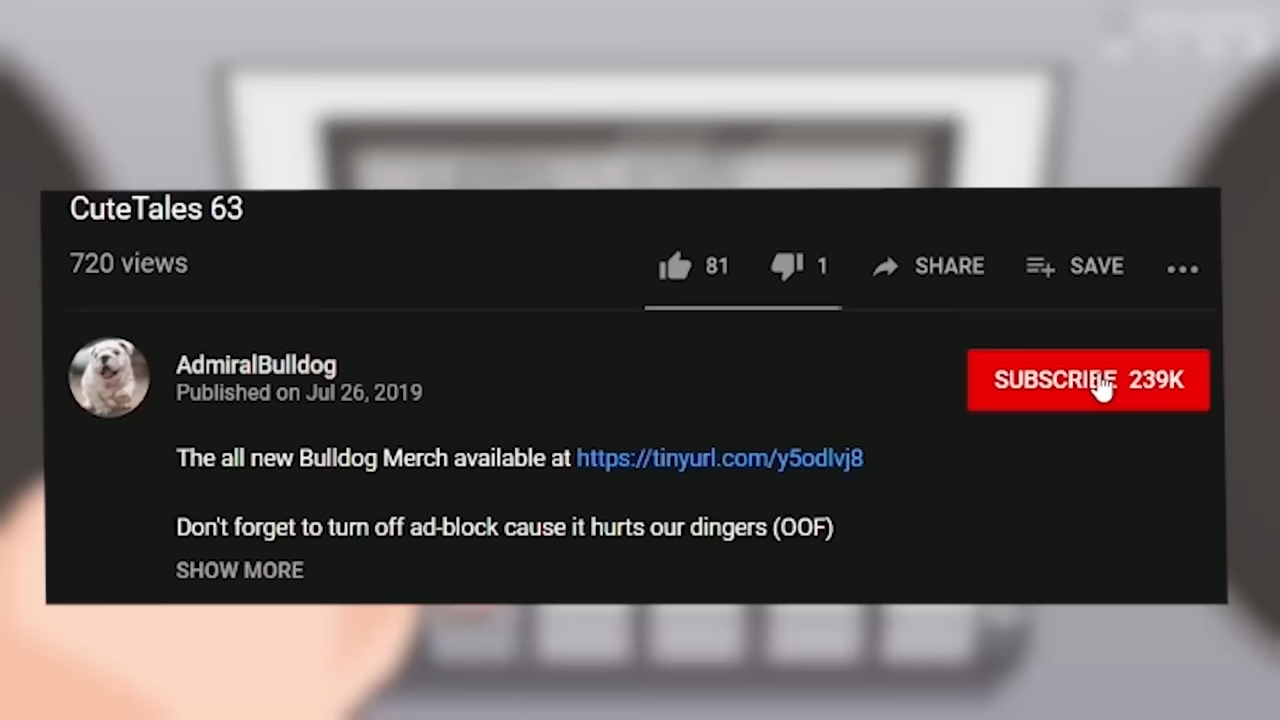 CuteTales 63
720 views
81 1 SHARE SAVE
AdmiralBulldog
Published on Jul 26, 2019
SUBSCRIBE 239K
The all new Bulldog Merch available at https://tinyurl.com/y5odlvj8
Don't forget to turn off ad-block cause it hurts our dingers (OOF)
SHOW MORE